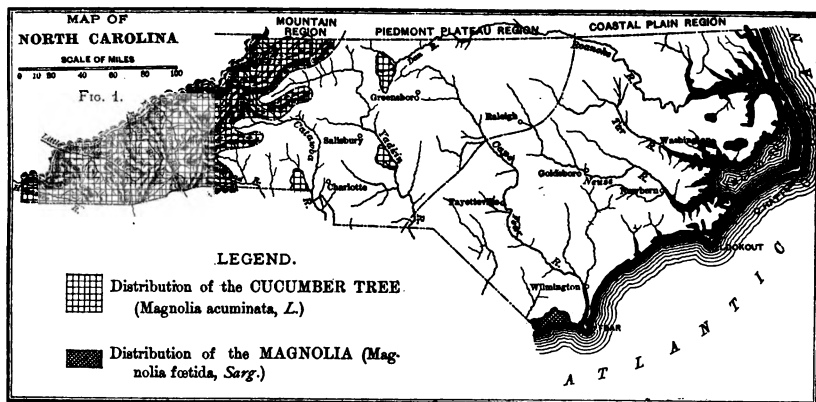 MAP OF
NORTH CAROLINA
SCALE OF MILES
0 10 20 40 60 80 100
FIG. 1.
MOUNTAIN
REGION
PIEDMONT PLATEAU REGION
COASTAL PLAIN REGION
Dan R.
Roanoke R.
Greensboro
Raleigh
Tar R.
Washington
Catawba R.
Salisbury
Yadkin R.
Cape Fear R.
Goldsboro
Neuse R.
Newbern
Charlotte
Fayetteville
LOOKOUT
Wilmington
ATLANTIC
LEGEND.
Distribution of the CUCUMBER TREE
(Magnolia acuminata, L.)
Distribution of the MAGNOLIA (Mag-
nolia fœtida, Sarg.)